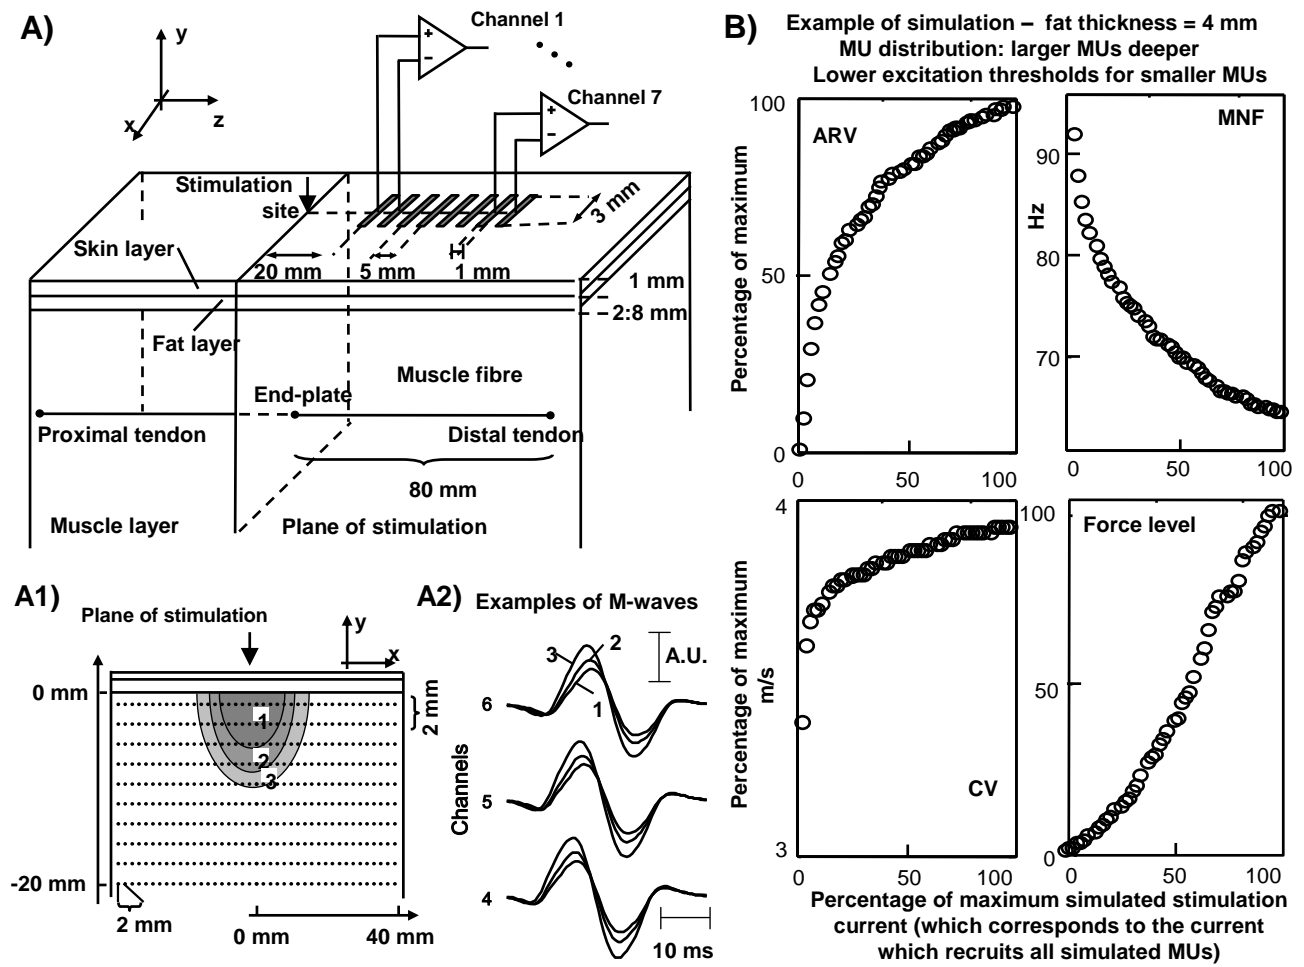 A)
y
x
z
Channel 1
+
−
Channel 7
+
−
Stimulation
site
3 mm
Skin layer
20 mm
5 mm
1 mm
1 mm
2:8 mm
Fat layer
Muscle fibre
End-plate
Proximal tendon
Distal tendon
80 mm
Muscle layer
Plane of stimulation
A1)
Plane of stimulation
y
x
0 mm
1
2
3
2 mm
-20 mm
2 mm
0 mm
40 mm
A2)
Examples of M-waves
3
2
1
A.U.
6
5
4
Channels
10 ms
B)
Example of simulation – fat thickness = 4 mm
MU distribution: larger MUs deeper
Lower excitation thresholds for smaller MUs
Percentage of maximum
100
50
0
ARV
0
50
100
Hz
90
80
70
MNF
0
50
100
Percentage of maximum
m/s
4
3
CV
0
50
100
100
50
0
Force level
0
50
100
Percentage of maximum simulated stimulation
current (which corresponds to the current
which recruits all simulated MUs)